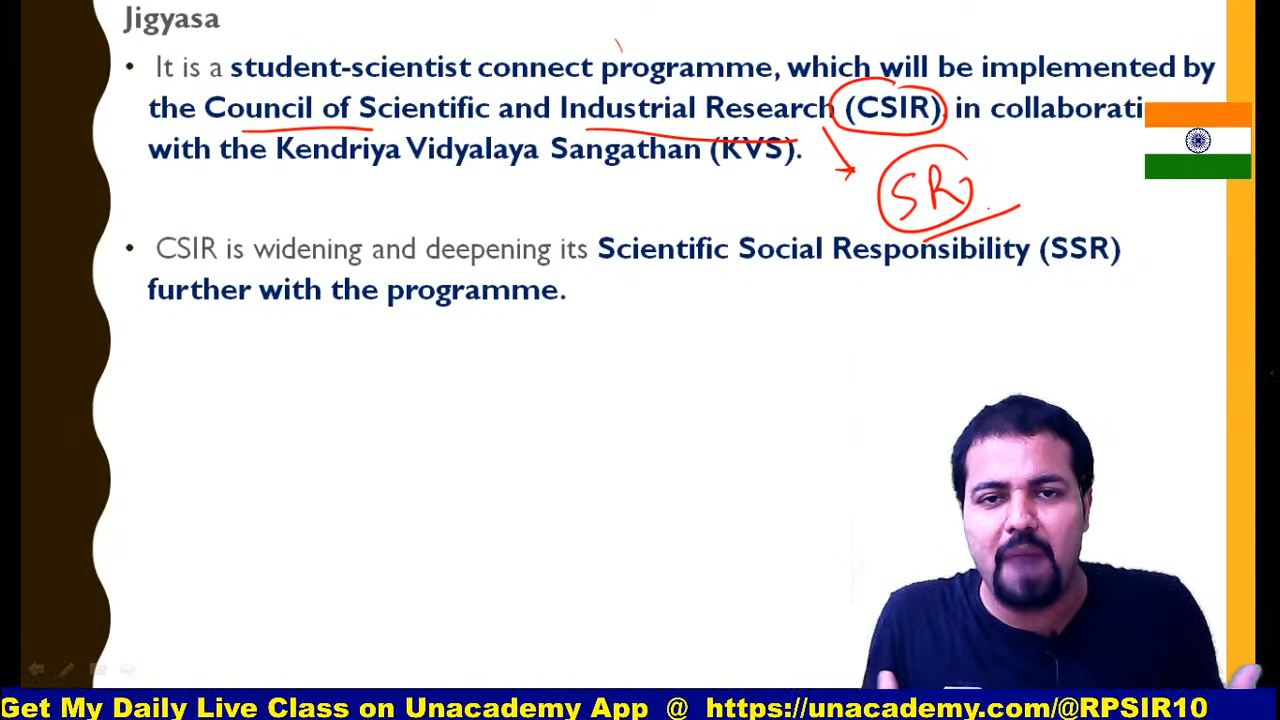 Jigyasa
• It is a student-scientist connect programme, which will be implemented by
the Council of Scientific and Industrial Research (CSIR), in collaborati
with the Kendriya Vidyalaya Sangathan (KVS).
SR
• CSIR is widening and deepening its Scientific Social Responsibility (SSR)
further with the programme.
Get My Daily Live Class on Unacademy App @ https://unacademy.com/@RPSIR10